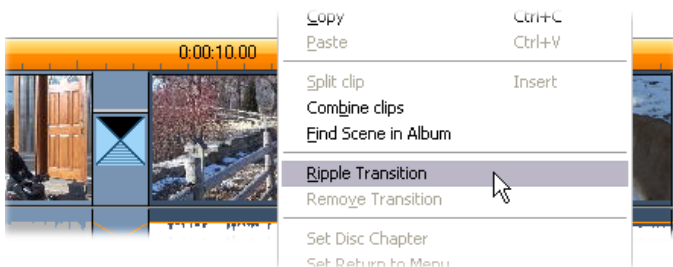 Copy Ctrl+C
0:00:10.00
Paste Ctrl+V
Split clip Insert
Combine clips
Find Scene in Album
Ripple Transition
Remove Transition
Set Disc Chapter
Set Return to Menu